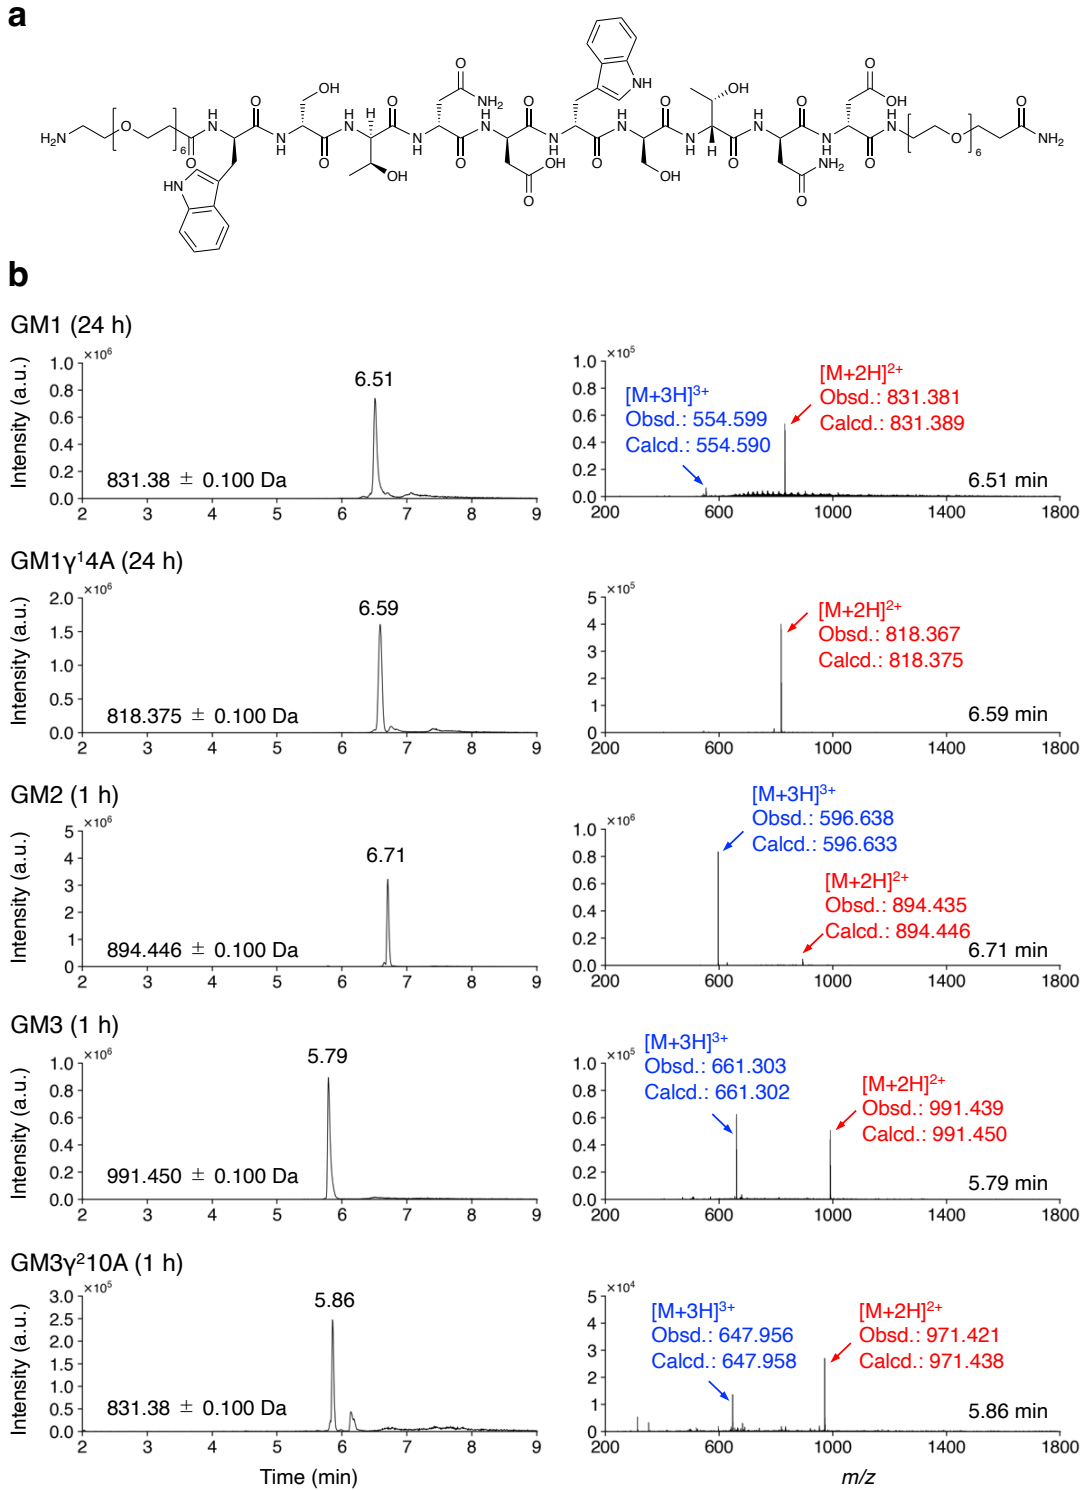 a
OH
O
NH2
NH
OH
O
OH
H2N
O
6
O
H
N
O
N
H
O
H
N
H
O
N
H
O
H
N
O
N
H
O
H
N
O
N
H
O
H
N
O
N
H
O
H
N
O
6
O
NH2
HN
OH
OH
O
OH
H
NH2
O
b
GM1 (24 h)
Intensity (a.u.)
×10⁶
1.0
0.8
0.6
0.4
0.2
0.0
6.51
831.38 ± 0.100 Da
2 3 4 5 6 7 8 9
×10⁵
1.0
0.8
0.6
0.4
0.2
0.0
[M+3H]³⁺
Obsd.: 554.599
Calcd.: 554.590
[M+2H]²⁺
Obsd.: 831.381
Calcd.: 831.389
6.51 min
200 600 1000 1400 1800
GM1γ¹4A (24 h)
Intensity (a.u.)
×10⁶
2.0
1.5
1.0
0.5
0.0
6.59
818.375 ± 0.100 Da
2 3 4 5 6 7 8 9
×10⁵
5
4
3
2
1
0
[M+2H]²⁺
Obsd.: 818.367
Calcd.: 818.375
6.59 min
200 600 1000 1400 1800
GM2 (1 h)
Intensity (a.u.)
×10⁶
5
4
3
2
1
0
6.71
894.446 ± 0.100 Da
2 3 4 5 6 7 8 9
×10⁶
1.0
0.8
0.6
0.4
0.2
0.0
[M+3H]³⁺
Obsd.: 596.638
Calcd.: 596.633
[M+2H]²⁺
Obsd.: 894.435
Calcd.: 894.446
6.71 min
200 600 1000 1400 1800
GM3 (1 h)
Intensity (a.u.)
×10⁶
1.0
0.8
0.6
0.4
0.2
0.0
5.79
991.450 ± 0.100 Da
2 3 4 5 6 7 8 9
×10⁵
1.0
0.8
0.6
0.4
0.2
0.0
[M+3H]³⁺
Obsd.: 661.303
Calcd.: 661.302
[M+2H]²⁺
Obsd.: 991.439
Calcd.: 991.450
5.79 min
200 600 1000 1400 1800
GM3γ²10A (1 h)
Intensity (a.u.)
×10⁵
3.0
2.5
2.0
1.5
1.0
0.5
0.0
5.86
831.38 ± 0.100 Da
2 3 4 5 6 7 8 9
Time (min)
×10⁴
5
4
3
2
1
0
[M+3H]³⁺
Obsd.: 647.956
Calcd.: 647.958
[M+2H]²⁺
Obsd.: 971.421
Calcd.: 971.438
5.86 min
200 600 1000 1400 1800
m/z